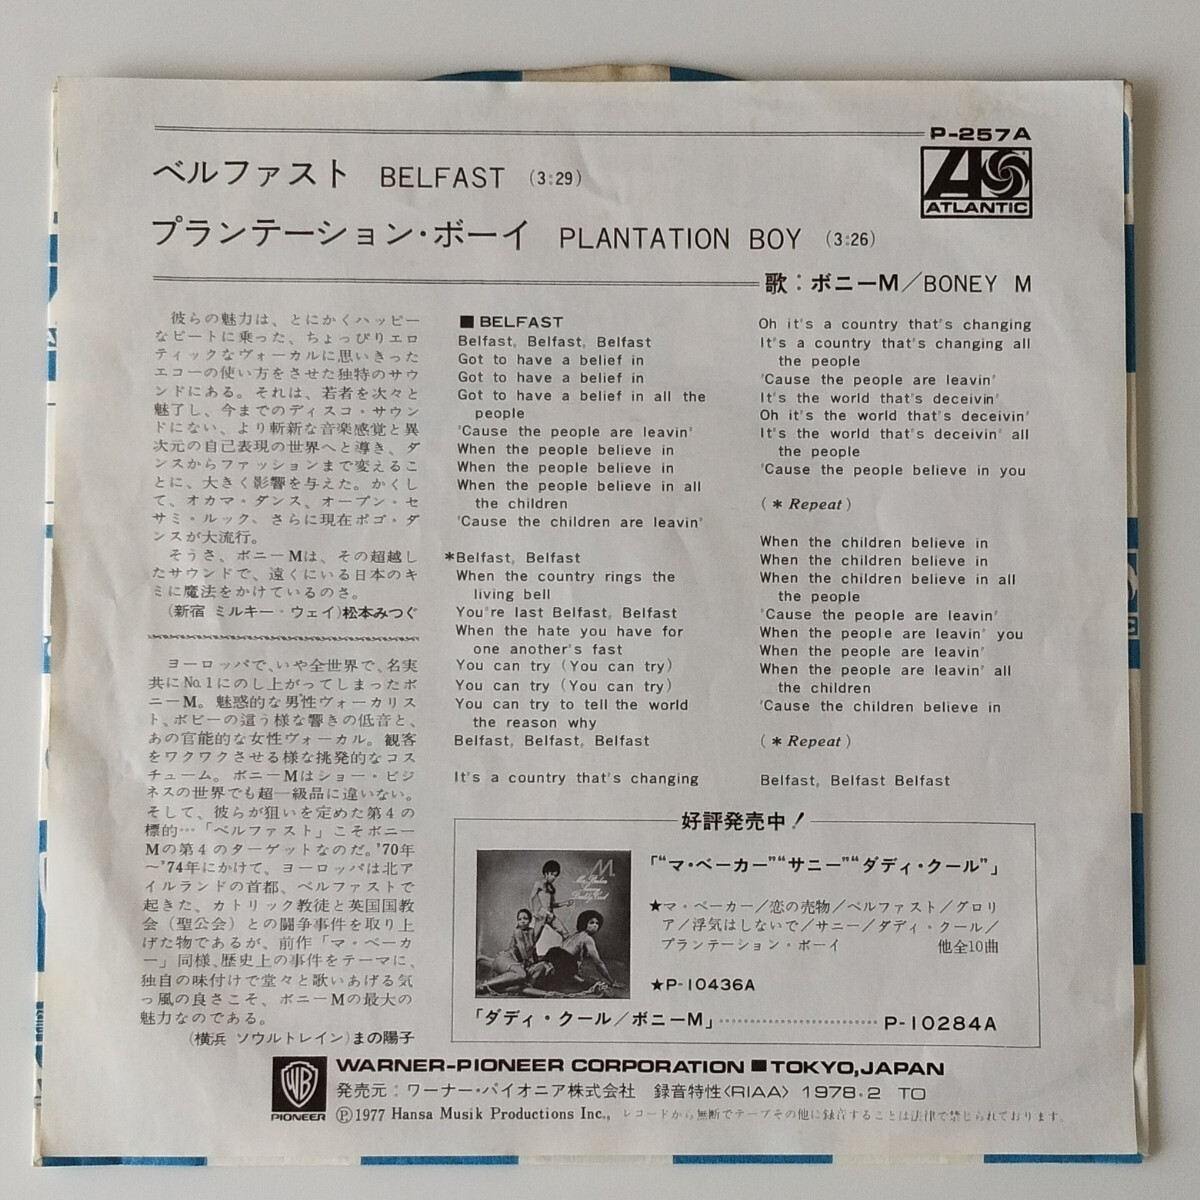 P-257A
ATLANTIC
ベルファスト BELFAST (3:29)
プランテーション・ボーイ PLANTATION BOY (3:26)
歌：ボニーM／BONEY M
彼らの魅力は、とにかくハッピー
なビートに乗った、ちょっぴりエロ
ティックなヴォーカルに思いきった
エコーの使い方をさせた独特のサウ
ンドにある。それは、若者を次々と
魅了し、今までのディスコ・サウン
ドにない、より斬新な音楽感覚と異
次元の自己表現の世界へと導き、ダ
ンスからファッションまで変えるこ
とに、大きく影響を与えた。かくし
て、オカマ・ダンス、オープン・セ
サミ・ルック、さらに現在ポゴ・ダ
ンスが大流行。
そうさ、ボニーMは、その超越し
たサウンドで、遠くにいる日本のキ
ミに魔法をかけているのさ。
(新宿 ミルキー・ウェイ)松本みつぐ
ヨーロッパで、いや全世界で、名実
共にNo.1にのし上がってしまったボ
ニーM。魅惑的な男性ヴォーカリス
ト、ボビーの這う様な響きの低音と、
あの官能的な女性ヴォーカル。観客
をワクワクさせる様な挑発的なコス
チューム。ボニーMはショー・ビジ
ネスの世界でも超一級品に違いない。
そして、彼らが狙いを定めた第4の
標的…「ベルファスト」こそボニー
Mの第4のターゲットなのだ。'70年
～'74年にかけて、ヨーロッパは北ア
イルランドの首都、ベルファストで
起きた、カトリック教徒と英国国教
会（聖公会）との闘争事件を取り上
げた物であるが、前作「マ・ベーカ
ー」同様、歴史上の事件をテーマに、
独自の味付けで堂々と歌いあげる気
っ風の良さこそ、ボニーMの最大の
魅力なのである。
(横浜 ソウルトレイン)まの陽子
■ BELFAST
Belfast, Belfast, Belfast
Got to have a belief in
Got to have a belief in
Got to have a belief in all the
people
'Cause the people are leavin'
When the people believe in
When the people believe in
When the people believe in all
the children
'Cause the children are leavin'
*Belfast, Belfast
When the country rings the
living bell
You're last Belfast, Belfast
When the hate you have for
one another's fast
You can try (You can try)
You can try (You can try)
You can try to tell the world
the reason why
Belfast, Belfast, Belfast
It's a country that's changing
Oh it's a country that's changing
It's a country that's changing all
the people
'Cause the people are leavin'
It's the world that's deceivin'
Oh it's the world that's deceivin'
It's the world that's deceivin' all
the people
'Cause the people believe in you
(* Repeat)
When the children believe in
When the children believe in
When the children believe in all
the people
'Cause the people are leavin'
When the people are leavin' you
When the people are leavin'
When the people are leavin' all
the children
'Cause the children believe in
(* Repeat)
Belfast, Belfast Belfast
好評発売中！
「“マ・ベーカー”“サニー”“ダディ・クール”」
★マ・ベーカー／恋の売物／ベルファスト／グロリ
ア／浮気はしないで／サニー／ダディ・クール／
プランテーション・ボーイ 他全10曲
★P-10436A
「ダディ・クール／ボニーM」…………………… P-10284A
WB
PIONEER
WARNER-PIONEER CORPORATION ■ TOKYO,JAPAN
発売元：ワーナー・パイオニア株式会社 録音特性〈RIAA〉 1978・2 TO
Ⓟ1977 Hansa Musik Productions Inc., レコードから無断でテープその他に録音することは法律で禁じられております。